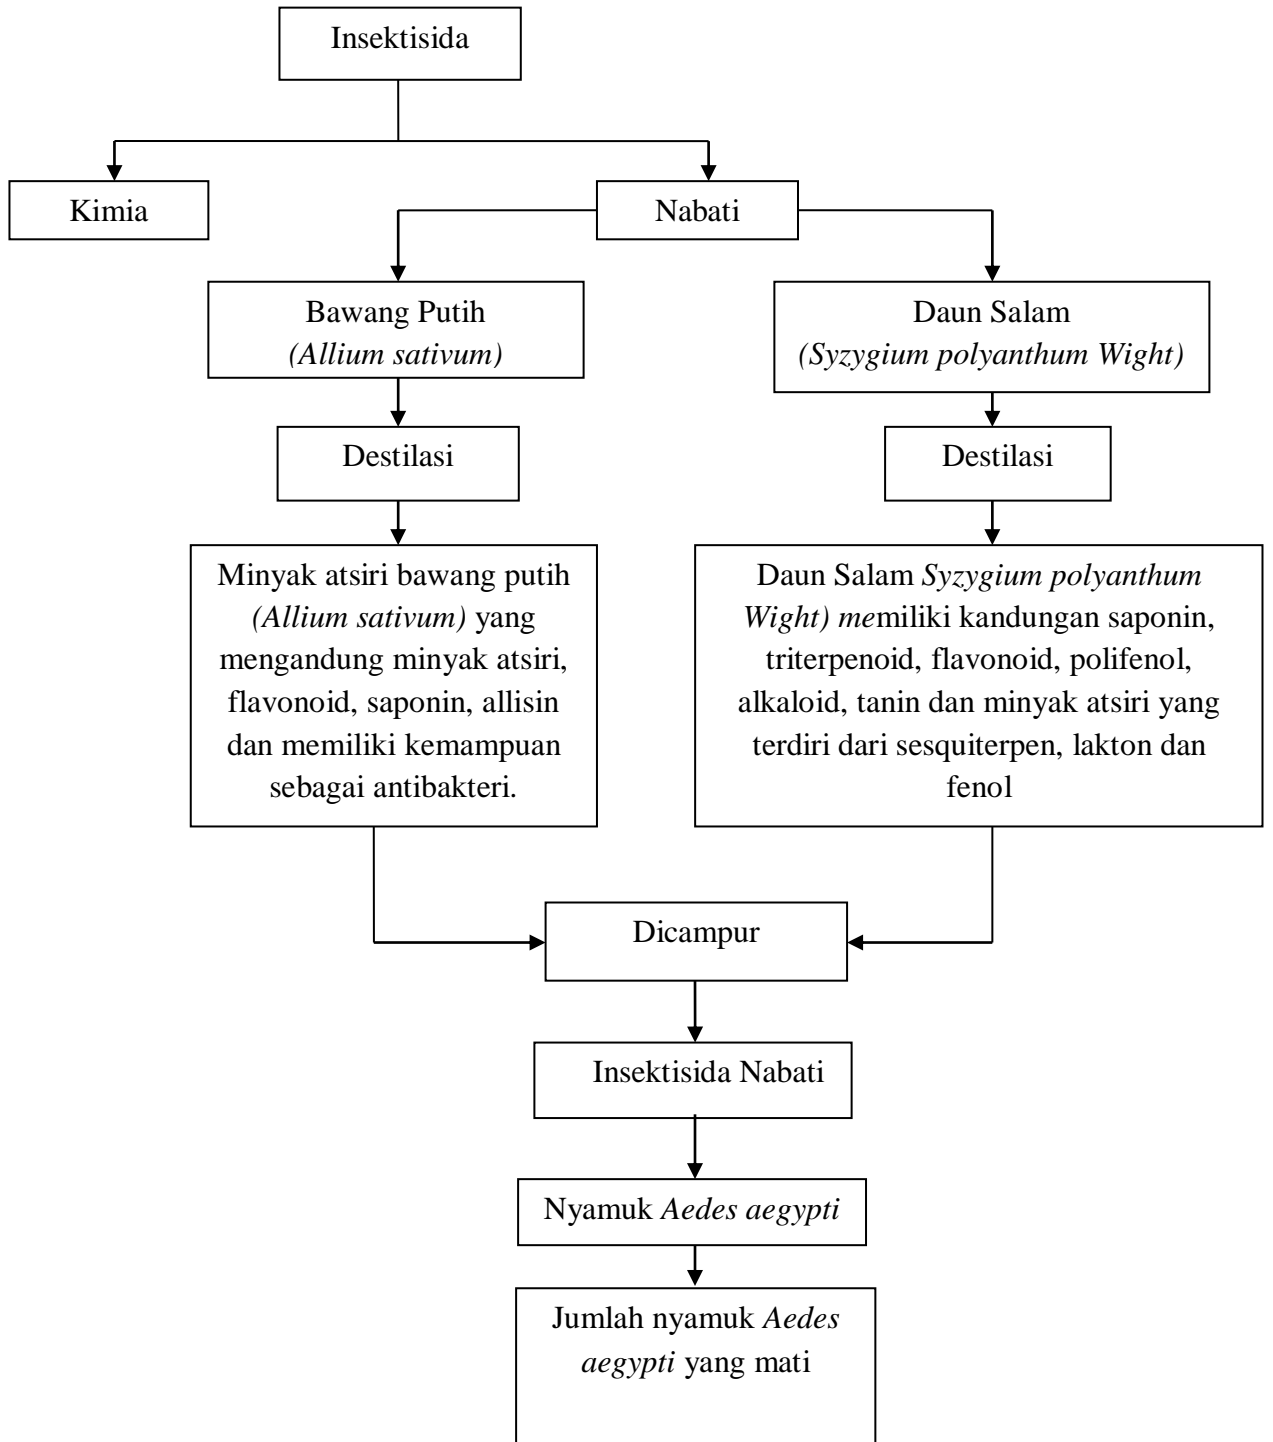 Insektisida
Kimia
Nabati
Bawang Putih
(Allium sativum)
Daun Salam
(Syzygium polyanthum Wight)
Destilasi
Destilasi
Minyak atsiri bawang putih
(Allium sativum) yang
mengandung minyak atsiri,
flavonoid, saponin, allisin
dan memiliki kemampuan
sebagai antibakteri.
Daun Salam Syzygium polyanthum
Wight) memiliki kandungan saponin,
triterpenoid, flavonoid, polifenol,
alkaloid, tanin dan minyak atsiri yang
terdiri dari sesquiterpen, lakton dan
fenol
Dicampur
Insektisida Nabati
Nyamuk Aedes aegypti
Jumlah nyamuk Aedes
aegypti yang mati